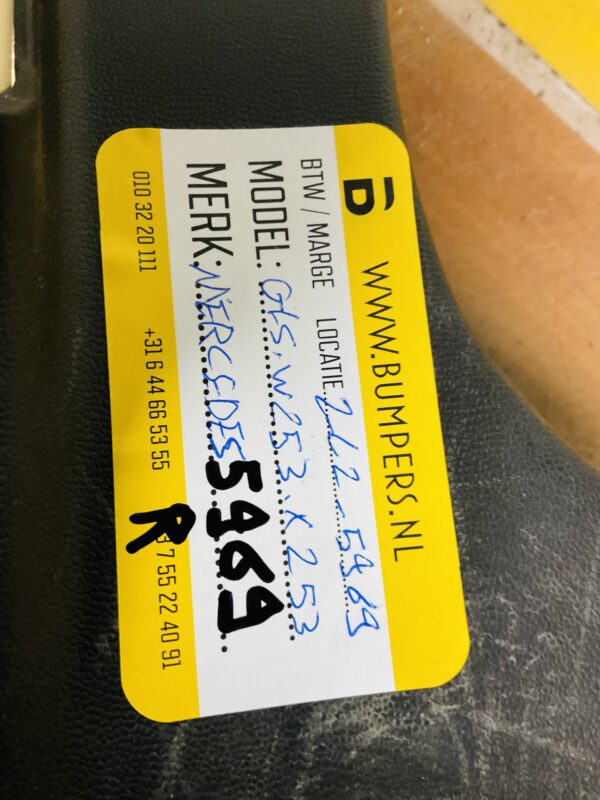 WWW.BUMPERS.NL
BTW / MARGE LOCATIE: 212-5969
MODEL: GLS.W253.X253
MERK: MERCEDES 5969
R
010 32 20 111 +31 6 44 66 53 55 7 55 22 40 91